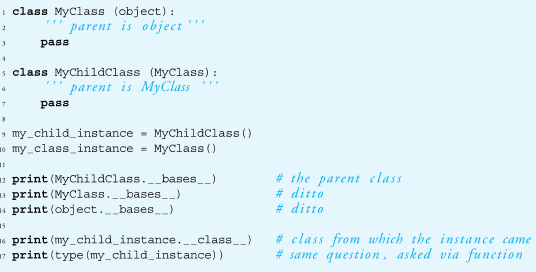 1 class MyClass (object):
2 ''' parent is object'''
3 pass
4
5 class MyChildClass (MyClass):
6 ''' parent is MyClass '''
7 pass
8
9 my_child_instance = MyChildClass()
10 my_class_instance = MyClass()
11
12 print(MyChildClass.__bases__) # the parent class
13 print(MyClass.__bases__) # ditto
14 print(object.__bases__) # ditto
15
16 print(my_child_instance.__class__) # class from which the instance came
17 print(type(my_child_instance)) # same question, asked via function